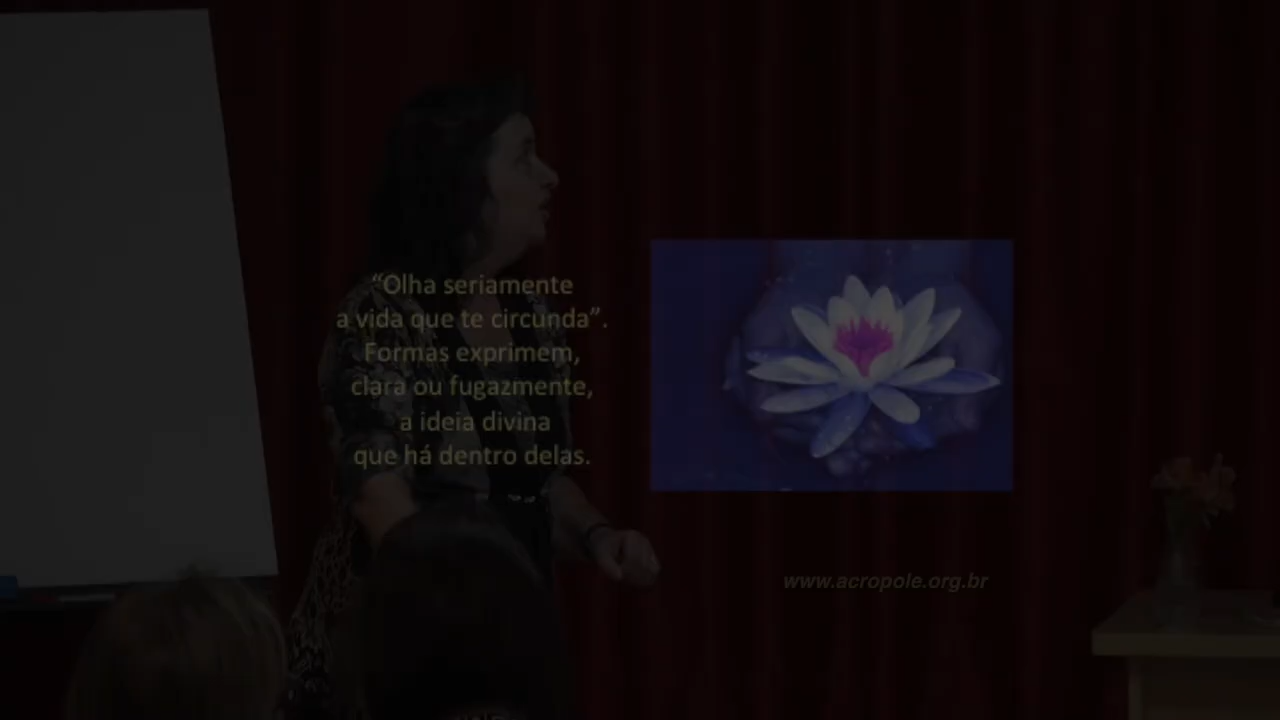 “Olha seriamente
a vida que te circunda”.
Formas exprimem,
clara ou fugazmente,
a ideia divina
que há dentro delas.
www.acropole.org.br